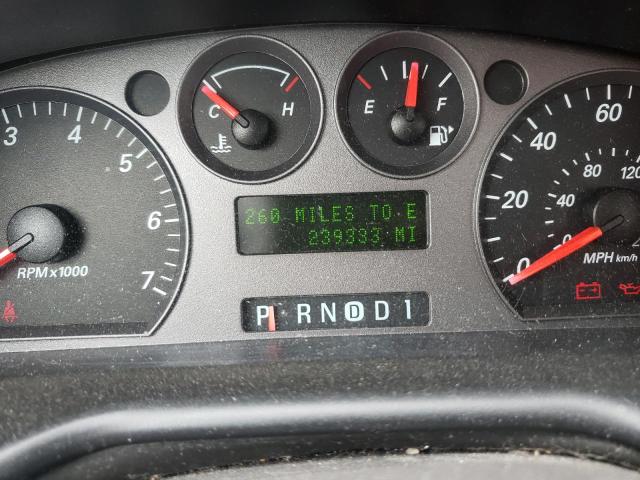 3 4 5 6 7
RPM x1000
C H
E F
260 MILES TO E
239333 MI
P R N D D 1
0 20 40 60
0 40 80 120
MPH km/h